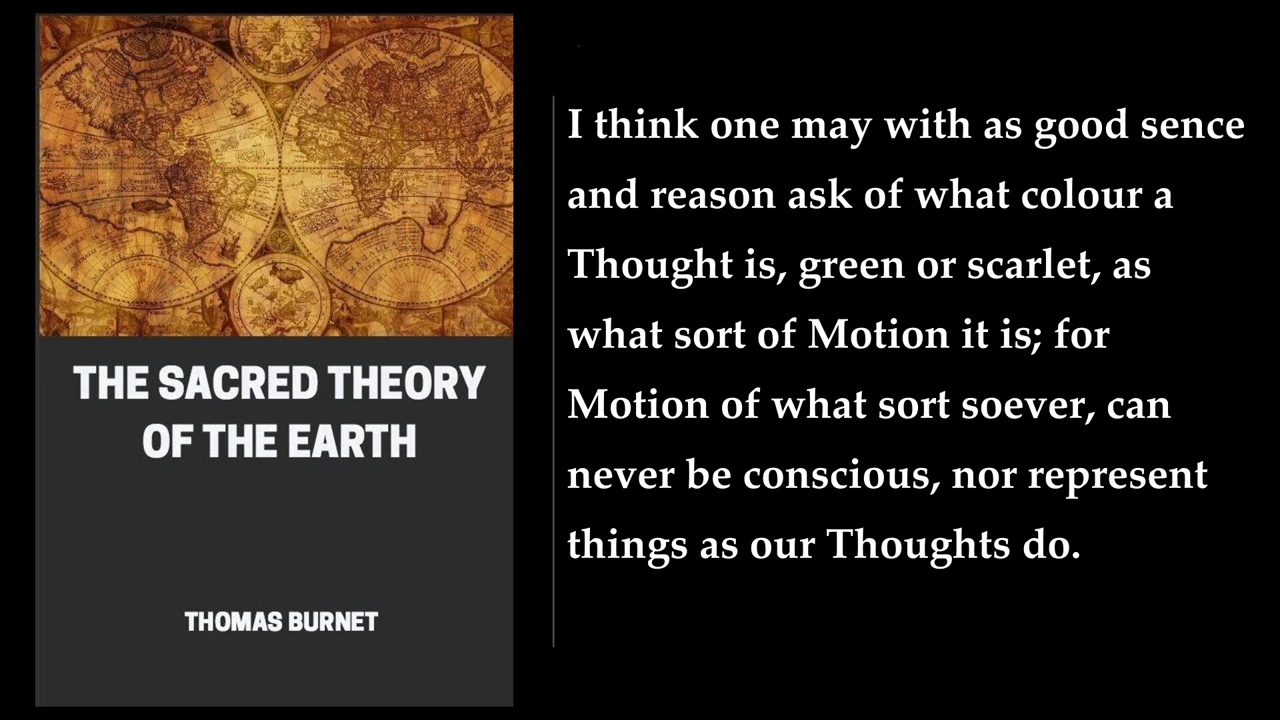 THE SACRED THEORY
OF THE EARTH
THOMAS BURNET
I think one may with as good sence
and reason ask of what colour a
Thought is, green or scarlet, as
what sort of Motion it is; for
Motion of what sort soever, can
never be conscious, nor represent
things as our Thoughts do.